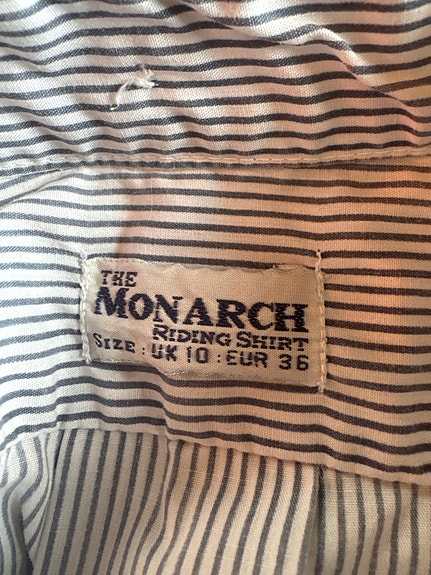 THE
MONARCH
RIDING SHIRT
SIZE : UK 10 : EUR 36